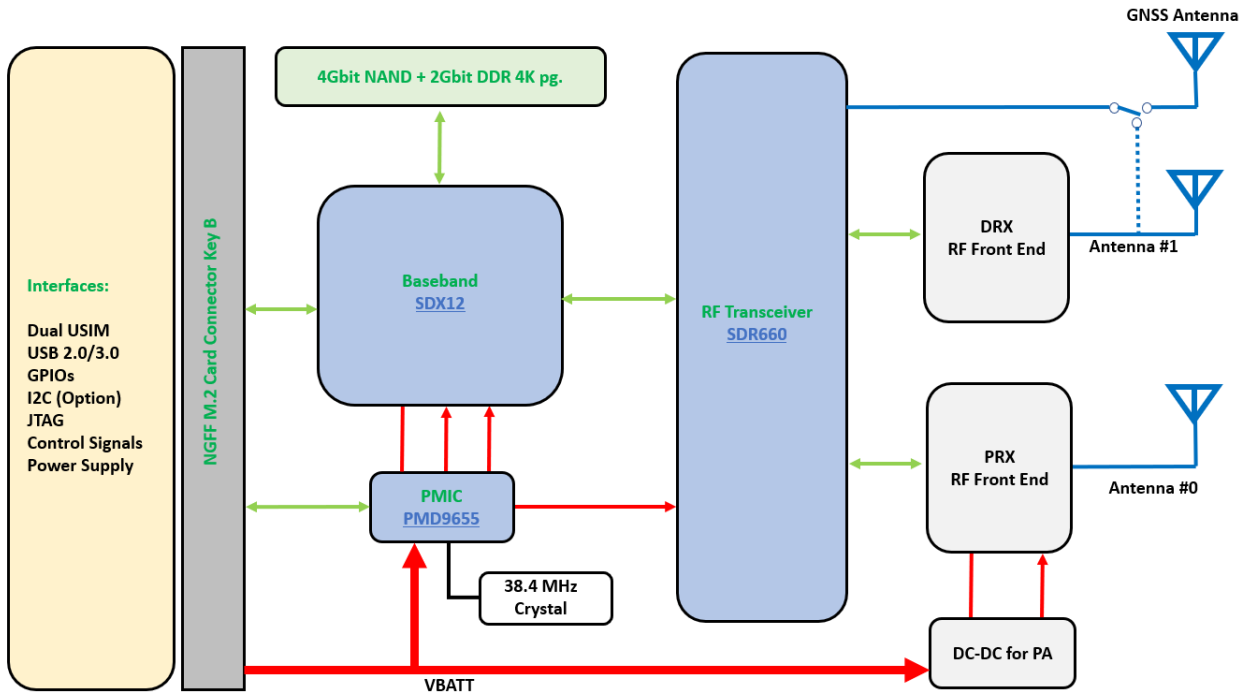 GNSS Antenna
4Gbit NAND + 2Gbit DDR 4K pg.
Interfaces:
Dual USIM
USB 2.0/3.0
GPIOs
I2C (Option)
JTAG
Control Signals
Power Supply
NGFF M.2 Card Connector Key B
Baseband
SDX12
RF Transceiver
SDR660
DRX
RF Front End
Antenna #1
PMIC
PMD9655
PRX
RF Front End
Antenna #0
38.4 MHz
Crystal
DC-DC for PA
VBATT